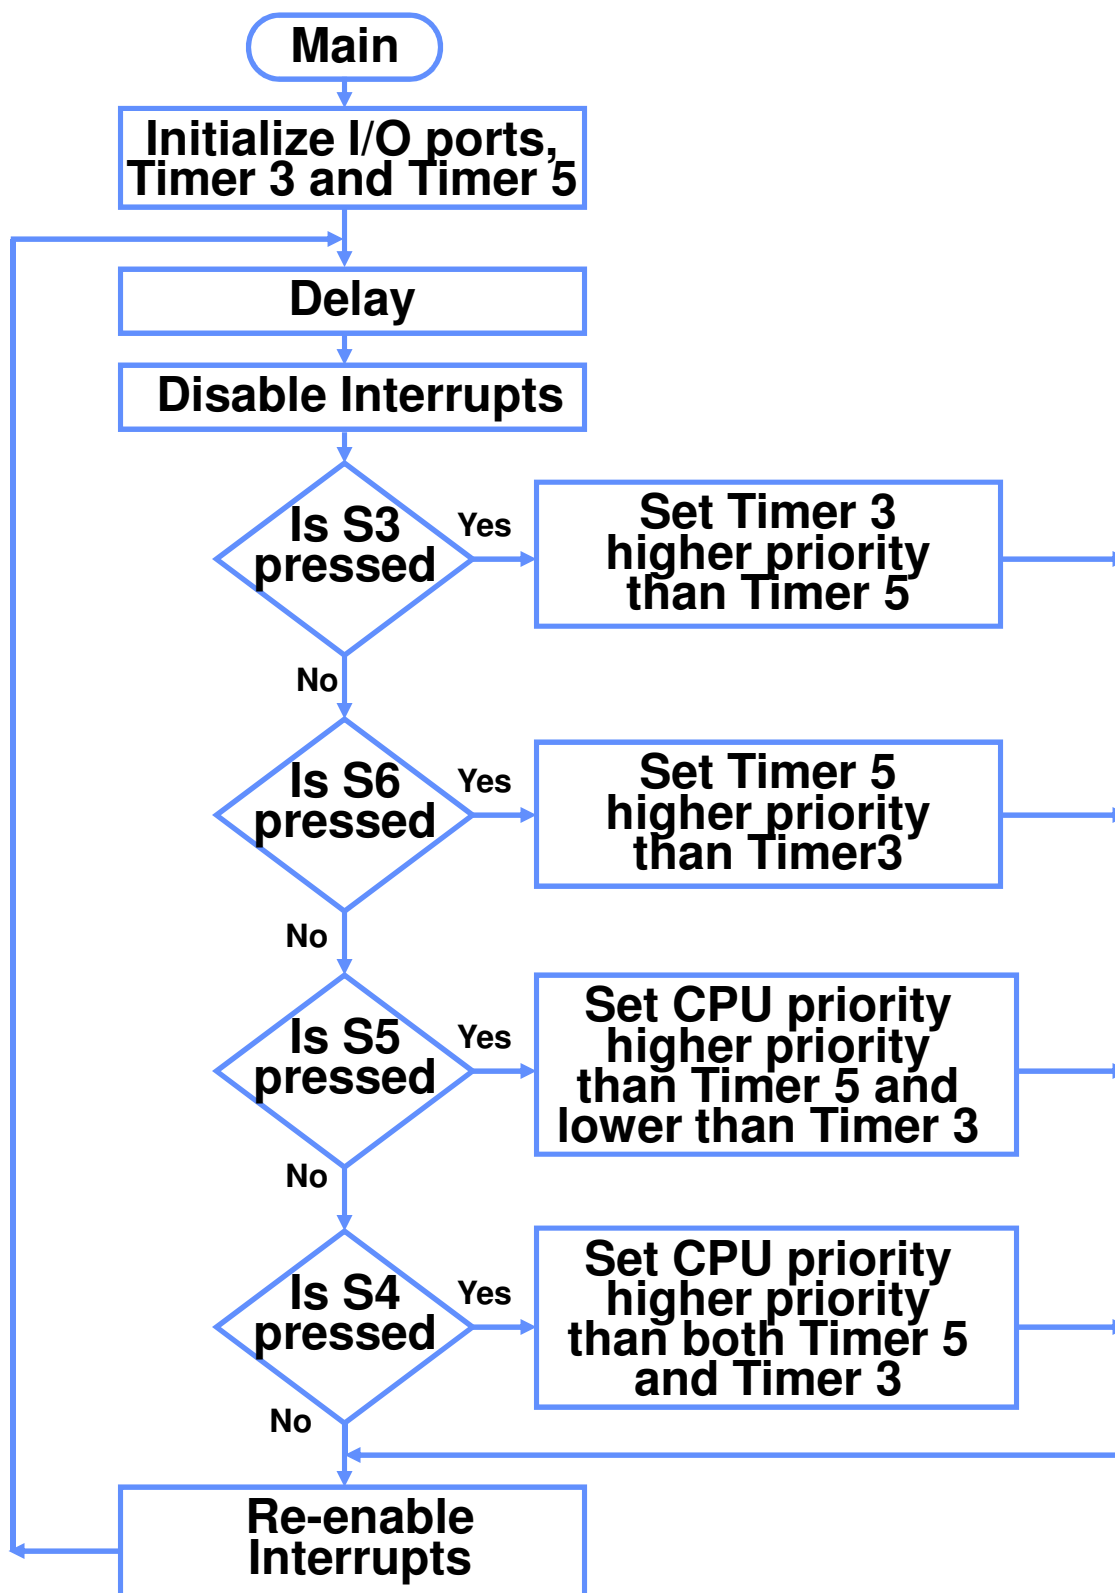 Main
Initialize I/O ports,
Timer 3 and Timer 5
Delay
Disable Interrupts
Is S3
pressed
Yes
Set Timer 3
higher priority
than Timer 5
No
Is S6
pressed
Yes
Set Timer 5
higher priority
than Timer3
No
Is S5
pressed
Yes
Set CPU priority
higher priority
than Timer 5 and
lower than Timer 3
No
Is S4
pressed
Yes
Set CPU priority
higher priority
than both Timer 5
and Timer 3
No
Re-enable
Interrupts